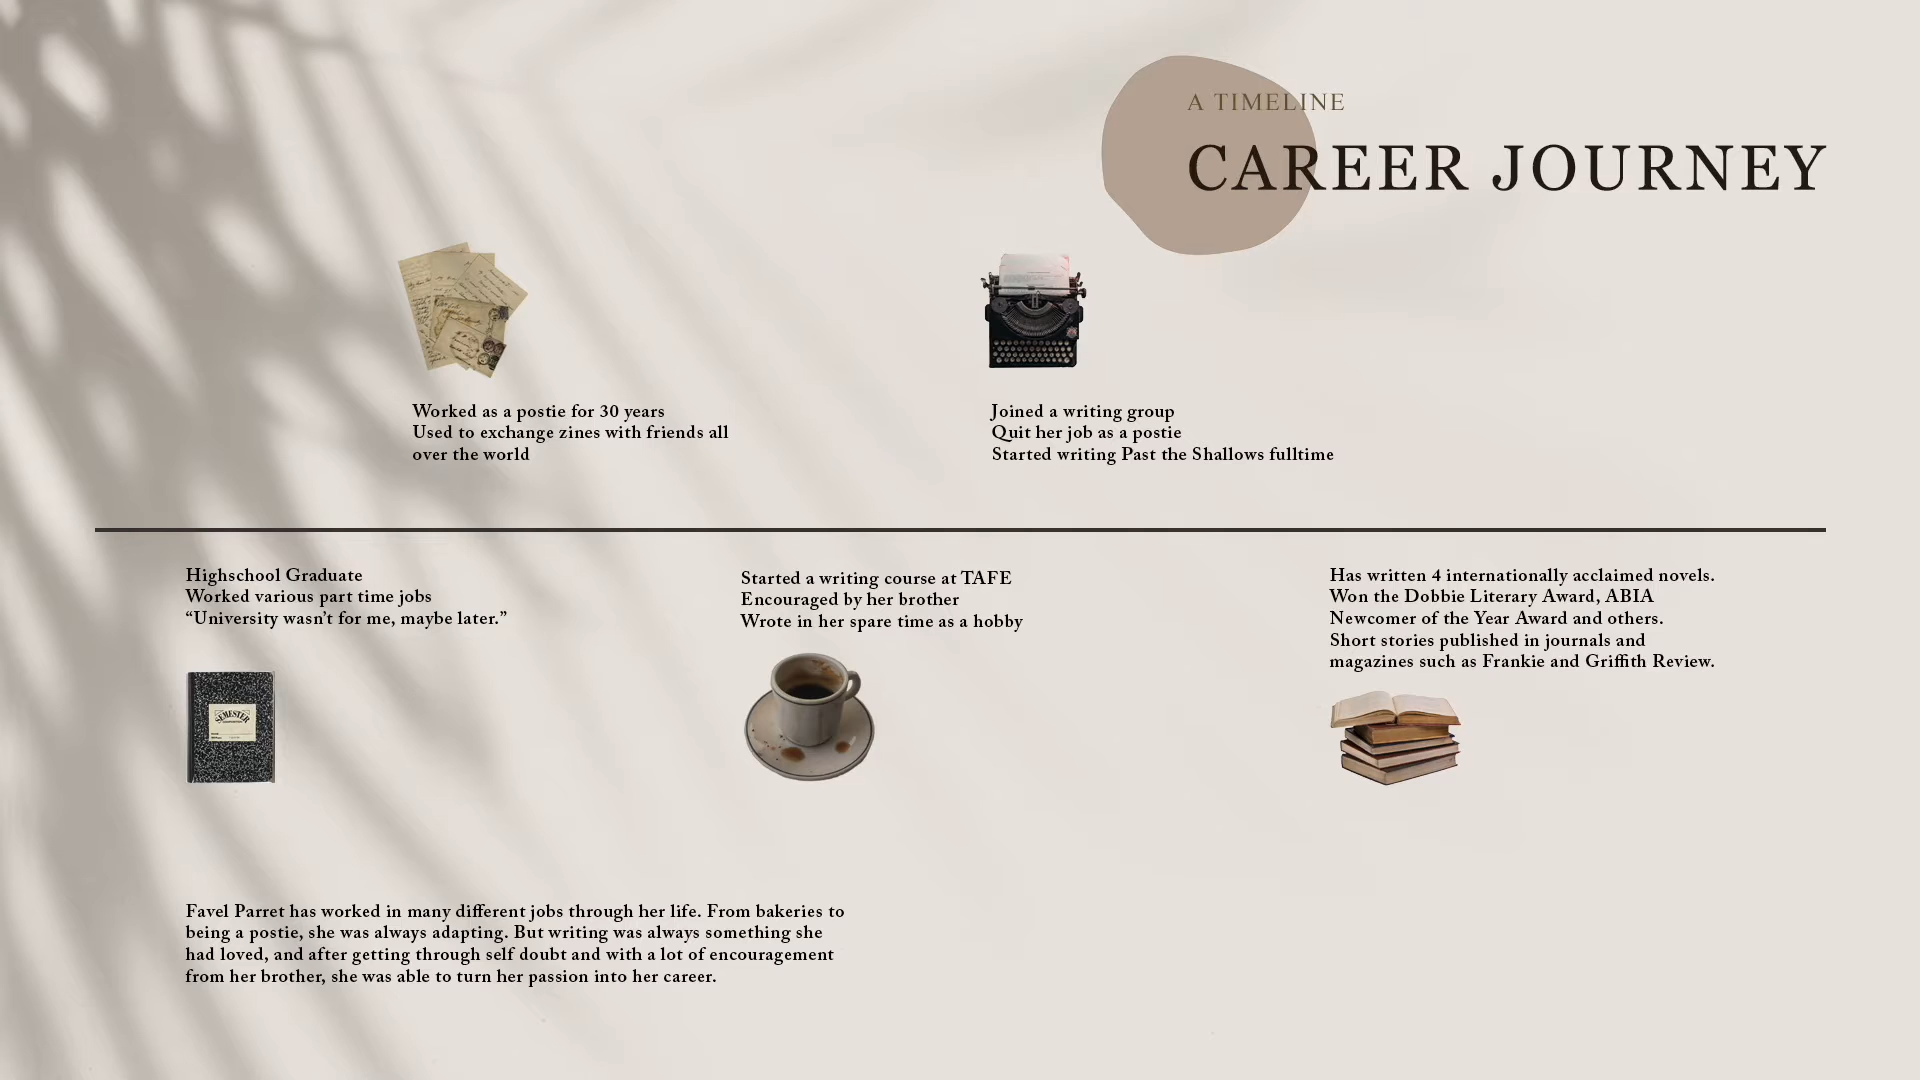 A TIMELINE
CAREER JOURNEY
Worked as a postie for 30 years
Used to exchange zines with friends all
over the world
Joined a writing group
Quit her job as a postie
Started writing Past the Shallows fulltime
Highschool Graduate
Worked various part time jobs
“University wasn’t for me, maybe later.”
Started a writing course at TAFE
Encouraged by her brother
Wrote in her spare time as a hobby
Has written 4 internationally acclaimed novels.
Won the Dobbie Literary Award, ABIA
Newcomer of the Year Award and others.
Short stories published in journals and
magazines such as Frankie and Griffith Review.
SEMESTER
Favel Parret has worked in many different jobs through her life. From bakeries to
being a postie, she was always adapting. But writing was always something she
had loved, and after getting through self doubt and with a lot of encouragement
from her brother, she was able to turn her passion into her career.